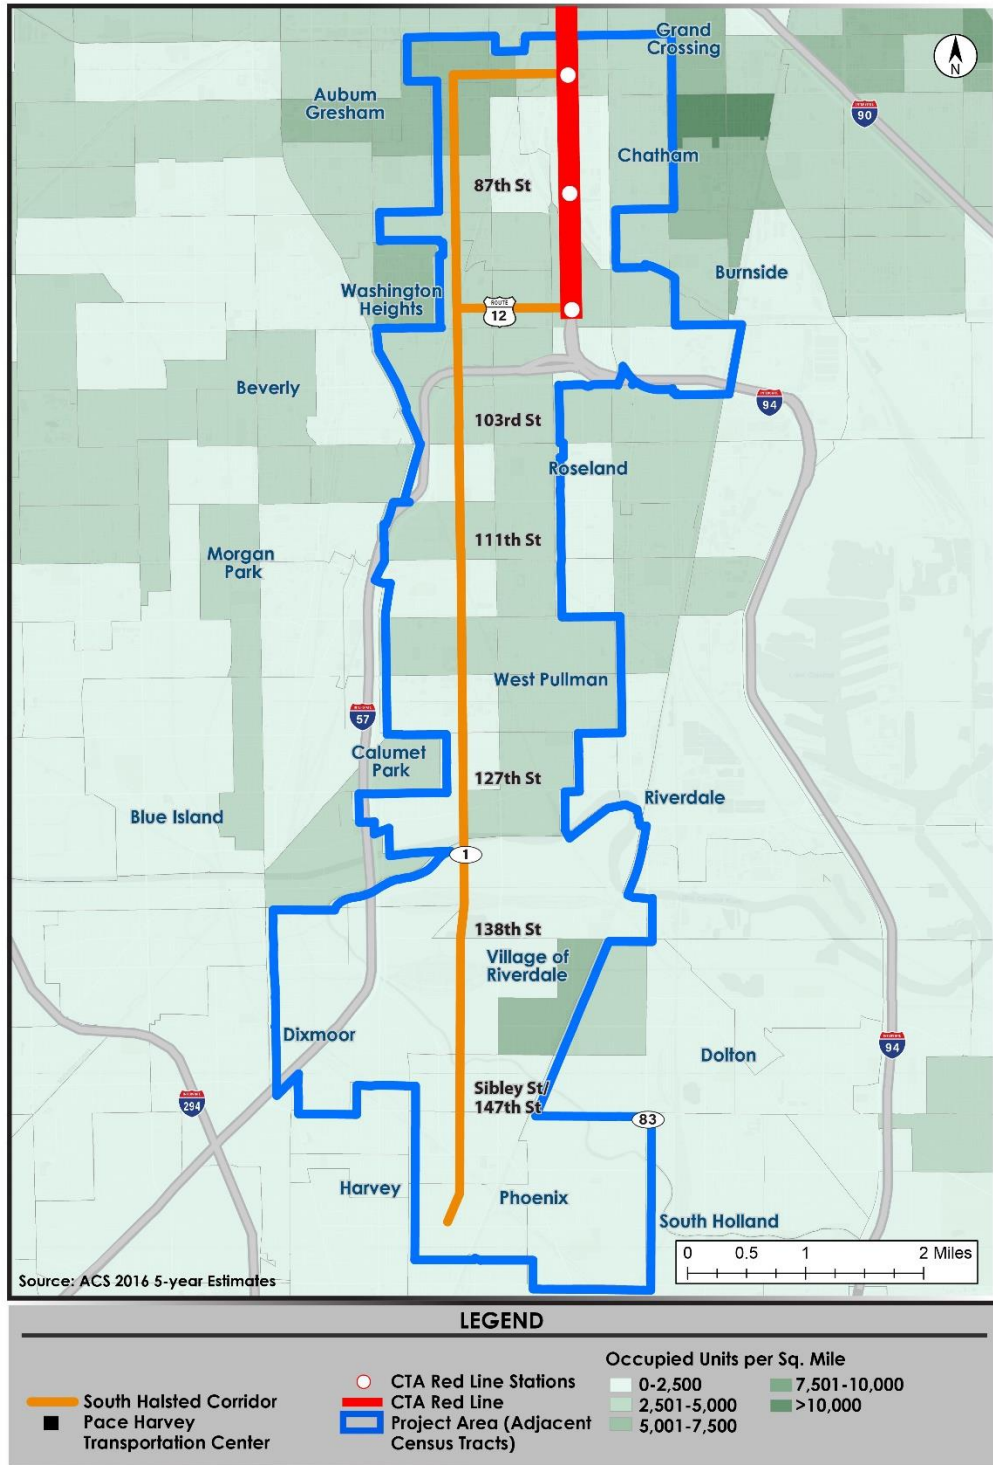 Grand
Crossing
N
INTERSTATE
90
Auburn
Gresham
Chatham
87th St
Burnside
Washington
Heights
ROUTE
12
Beverly
94
103rd St
Roseland
111th St
Morgan
Park
West Pullman
57
Calumet
Park
127th St
Riverdale
Blue Island
1
138th St
Village of
Riverdale
Dixmoor
94
Dolton
Sibley St/
147th St
294
83
Harvey
Phoenix
South Holland
0 0.5 1 2 Miles
Source: ACS 2016 5-year Estimates
LEGEND
South Halsted Corridor
Pace Harvey
Transportation Center
CTA Red Line Stations
CTA Red Line
Project Area (Adjacent
Census Tracts)
Occupied Units per Sq. Mile
0-2,500
2,501-5,000
5,001-7,500
7,501-10,000
>10,000